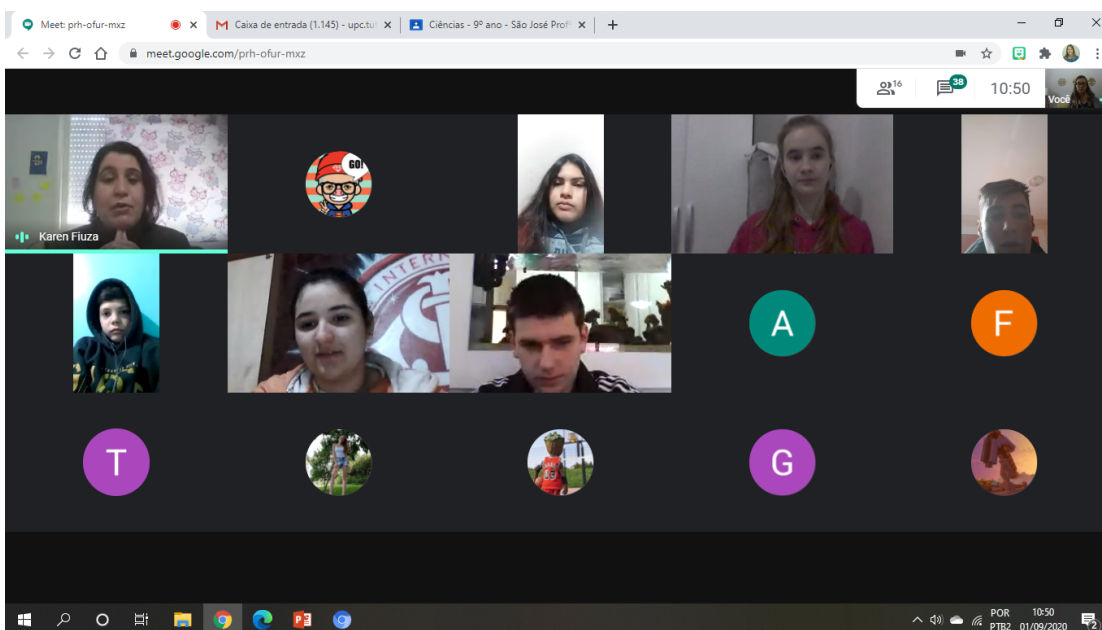 Meet: prh-ofur-mxz
Caixa de entrada (1.145) - upc.tu
Ciências - 9º ano - São José Prof
meet.google.com/prh-ofur-mxz
16
38
10:50
Você
GO!
Karen Fiuza
INTERN
A
F
T
G
POR
10:50
PTB2
01/09/2020
2